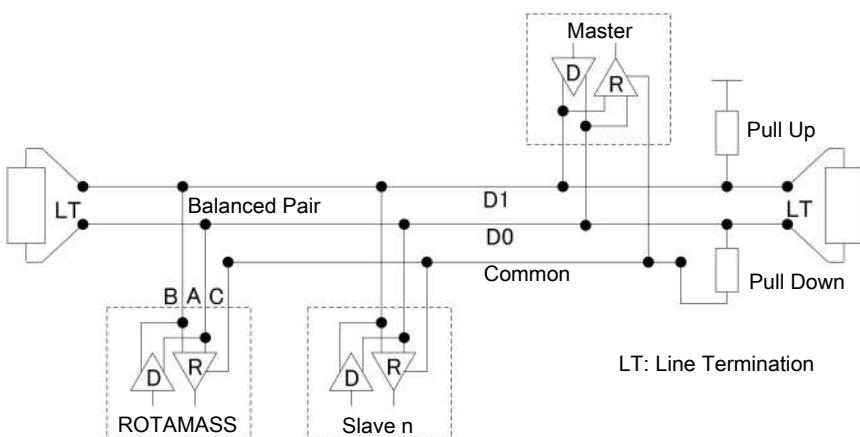 Master
D
R
Pull Up
LT
Balanced Pair
D1
LT
D0
Common
Pull Down
B A C
D R
D R
LT: Line Termination
ROTAMASS
Slave n